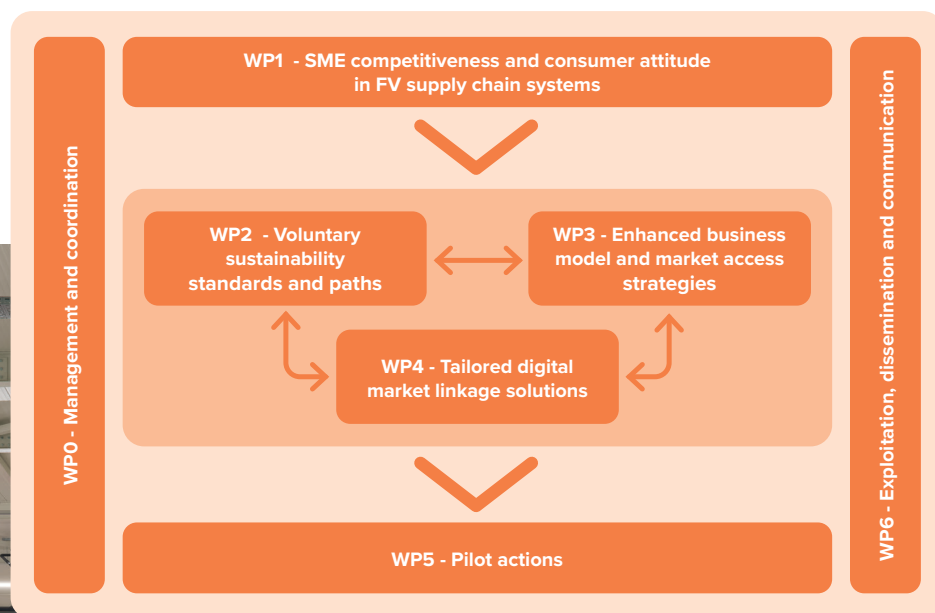 WP0 - Management and coordination
WP1 - SME competitiveness and consumer attitude
in FV supply chain systems
WP2 - Voluntary
sustainability
standards and paths
WP3 - Enhanced business
model and market access
strategies
WP4 - Tailored digital
market linkage solutions
WP5 - Pilot actions
WP6 - Exploitation, dissemination and communication